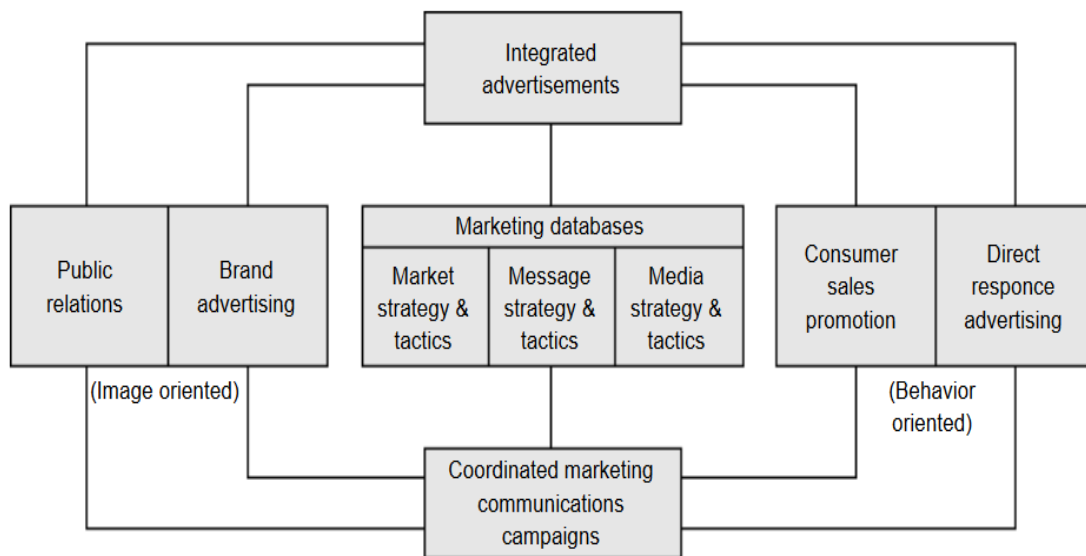 Integrated
advertisements
Public
relations
Brand
advertising
Marketing databases
Market
strategy &
tactics
Message
strategy &
tactics
Media
strategy &
tactics
Consumer
sales
promotion
Direct
responce
advertising
(Image oriented)
(Behavior
oriented)
Coordinated marketing
communications
campaigns